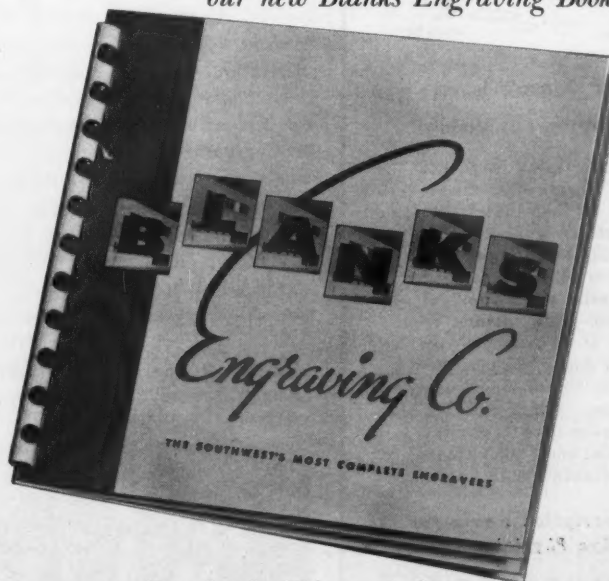 our new Blanks Engraving Book
BLANKS
Engraving Co.
THE SOUTHWEST'S MOST COMPLETE ENGRAVERS